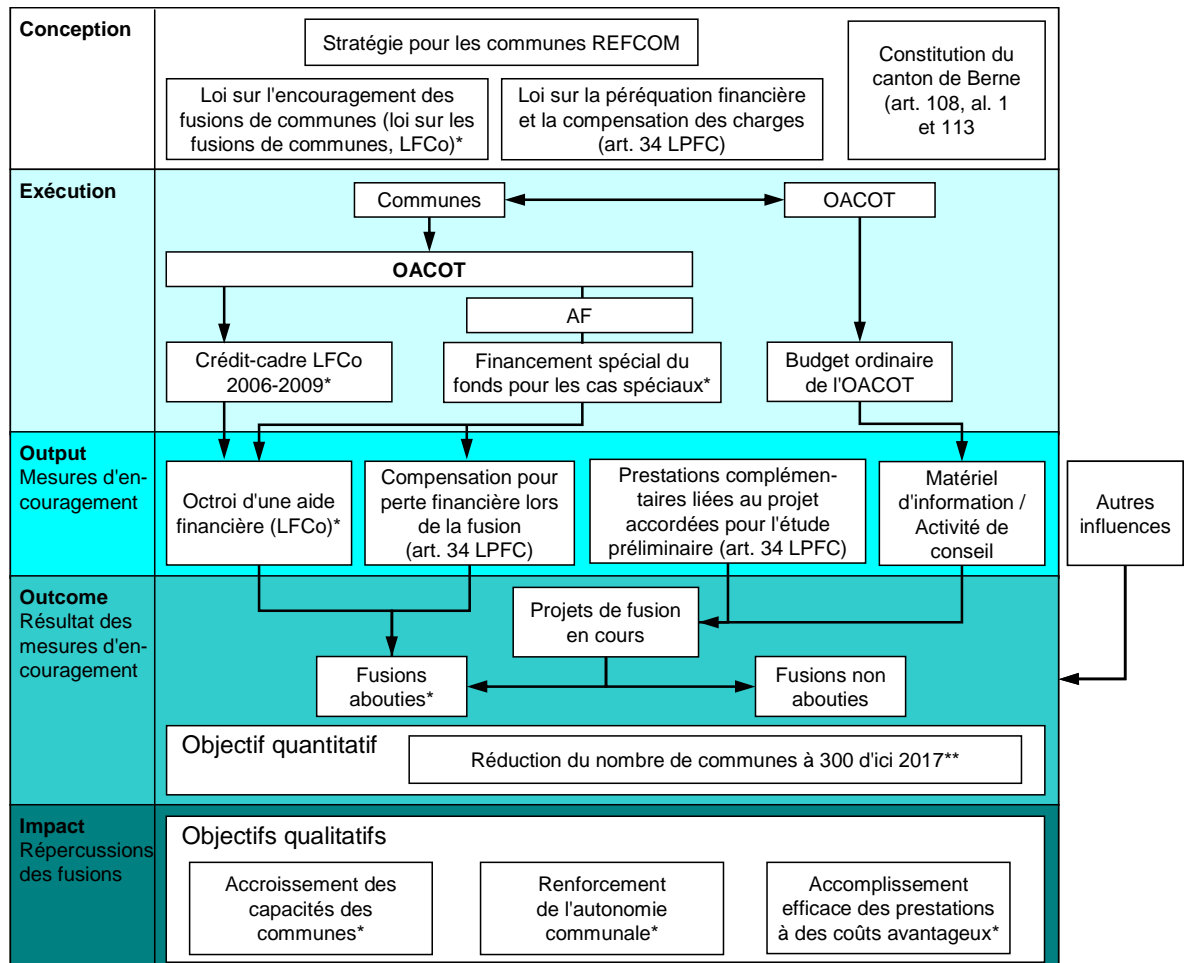 Conception
Stratégie pour les communes REFCOM
Constitution du
canton de Berne
(art. 108, al. 1
et 113
Loi sur l'encouragement des
fusions de communes (loi sur les
fusions de communes, LFCo)*
Loi sur la péréquation financière
et la compensation des charges
(art. 34 LPFC)
Exécution
Communes
OACOT
OACOT
AF
Crédit-cadre LFCo
2006-2009*
Financement spécial du
fonds pour les cas spéciaux*
Budget ordinaire
de l'OACOT
Output
Mesures d'en-
couragement
Octroi d'une aide
financière (LFCo)*
Compensation pour
perte financière lors
de la fusion
(art. 34 LPFC)
Prestations complémen-
taires liées au projet
accordées pour l'étude
préliminaire (art. 34 LPFC)
Matériel
d'information /
Activité de
conseil
Autres
influences
Outcome
Résultat des
mesures d'en-
couragement
Projets de fusion
en cours
Fusions
abouties*
Fusions non
abouties
Objectif quantitatif
Réduction du nombre de communes à 300 d'ici 2017**
Impact
Répercussions
des fusions
Objectifs qualitatifs
Accroissement des
capacités des
communes*
Renforcement
de l'autonomie
communale*
Accomplissement
efficace des prestations
à des coûts avantageux*